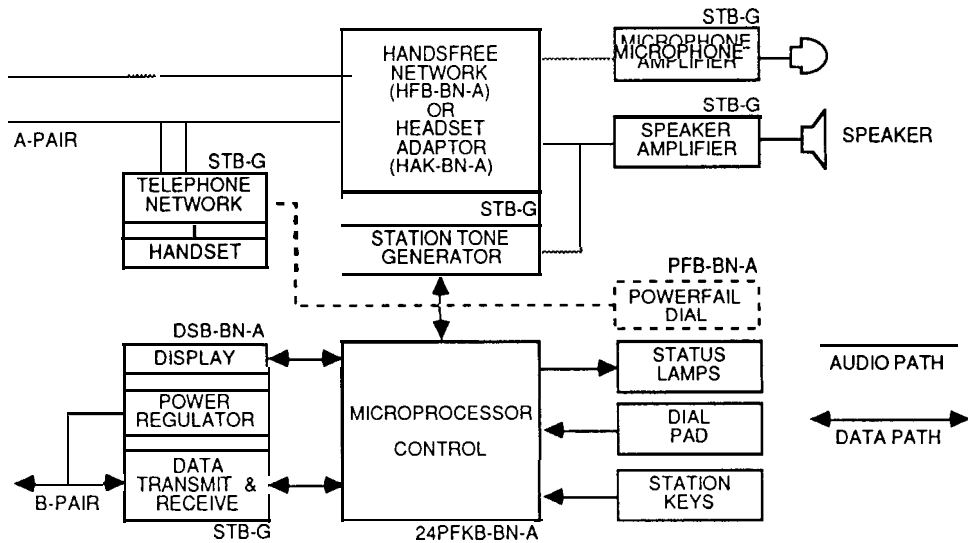 STB-G
HANDSFREE
NETWORK
(HFB-BN-A)
OR
HEADSET
ADAPTOR
(HAK-BN-A)
MICROPHONE
MICROPHONE
AMPLIFIER
STB-G
SPEAKER
AMPLIFIER
SPEAKER
A-PAIR
STB-G
TELEPHONE
NETWORK
HANDSET
STB-G
STATION TONE
GENERATOR
PFB-BN-A
POWERFAIL
DIAL
DSB-BN-A
DISPLAY
POWER
REGULATOR
DATA
TRANSMIT &
RECEIVE
B-PAIR
STB-G
MICROPROCESSOR
CONTROL
24PFKB-BN-A
STATUS
LAMPS
DIAL
PAD
STATION
KEYS
AUDIO PATH
DATA PATH